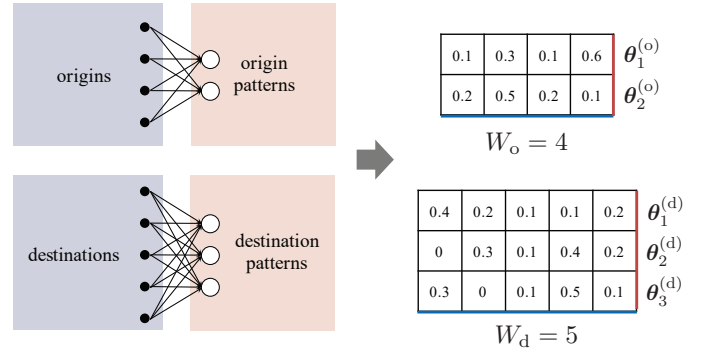 origins
origin
patterns
0.1 0.3 0.1 0.6 θ₁⁽ᵒ⁾
0.2 0.5 0.2 0.1 θ₂⁽ᵒ⁾
Wₒ = 4
destinations
destination
patterns
0.4 0.2 0.1 0.1 0.2 θ₁⁽ᵈ⁾
0 0.3 0.1 0.4 0.2 θ₂⁽ᵈ⁾
0.3 0 0.1 0.5 0.1 θ₃⁽ᵈ⁾
W_d = 5